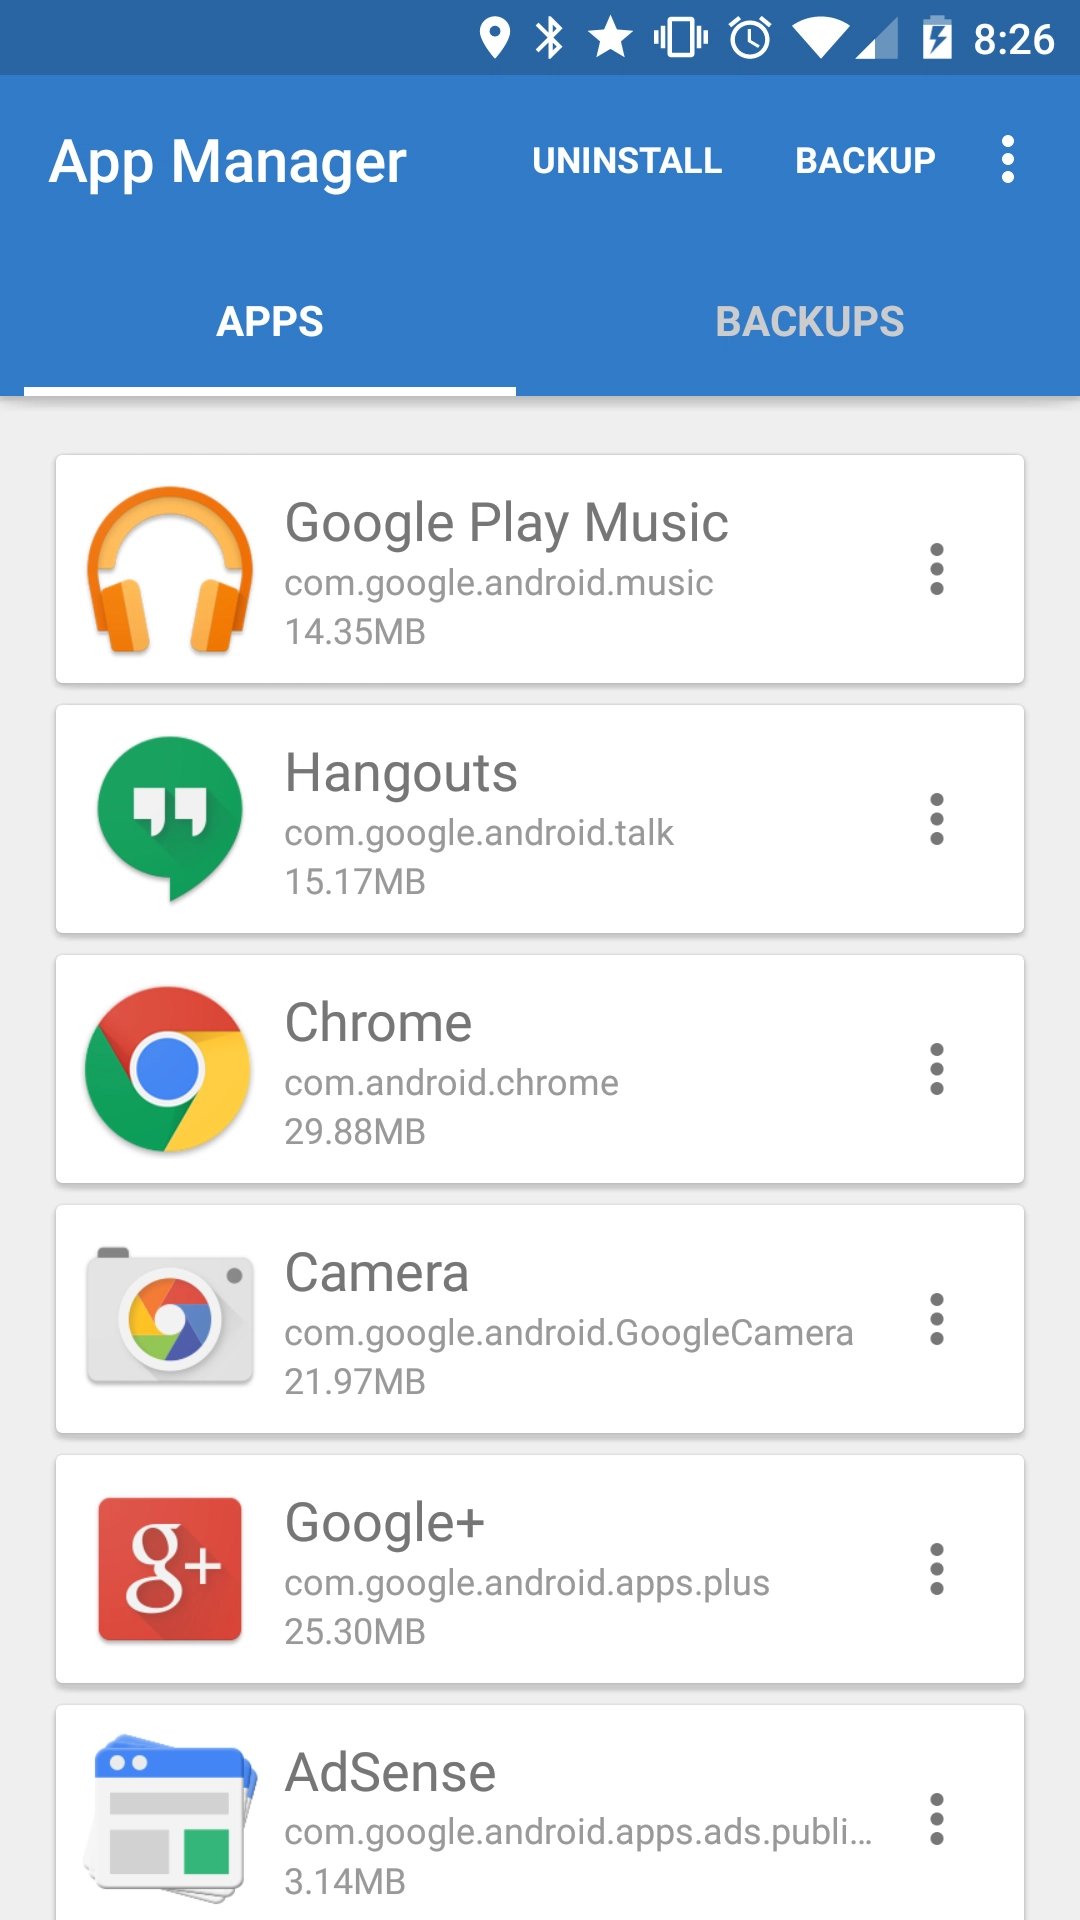 8:26
App Manager UNINSTALL BACKUP
APPS BACKUPS
Google Play Music
com.google.android.music
14.35MB
Hangouts
com.google.android.talk
15.17MB
Chrome
com.android.chrome
29.88MB
Camera
com.google.android.GoogleCamera
21.97MB
g+
Google+
com.google.android.apps.plus
25.30MB
AdSense
com.google.android.apps.ads.publi...
3.14MB